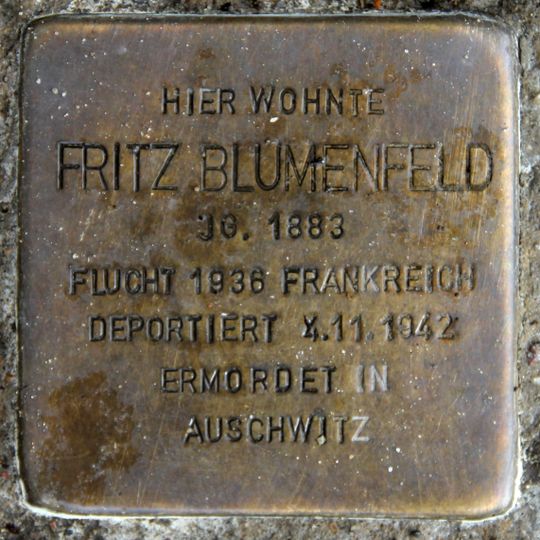 HIER WOHNTE
FRITZ BLUMENFELD
JG. 1883
FLUCHT 1936 FRANKREICH
DEPORTIERT 4.11.1942
ERMORDET IN
AUSCHWITZ